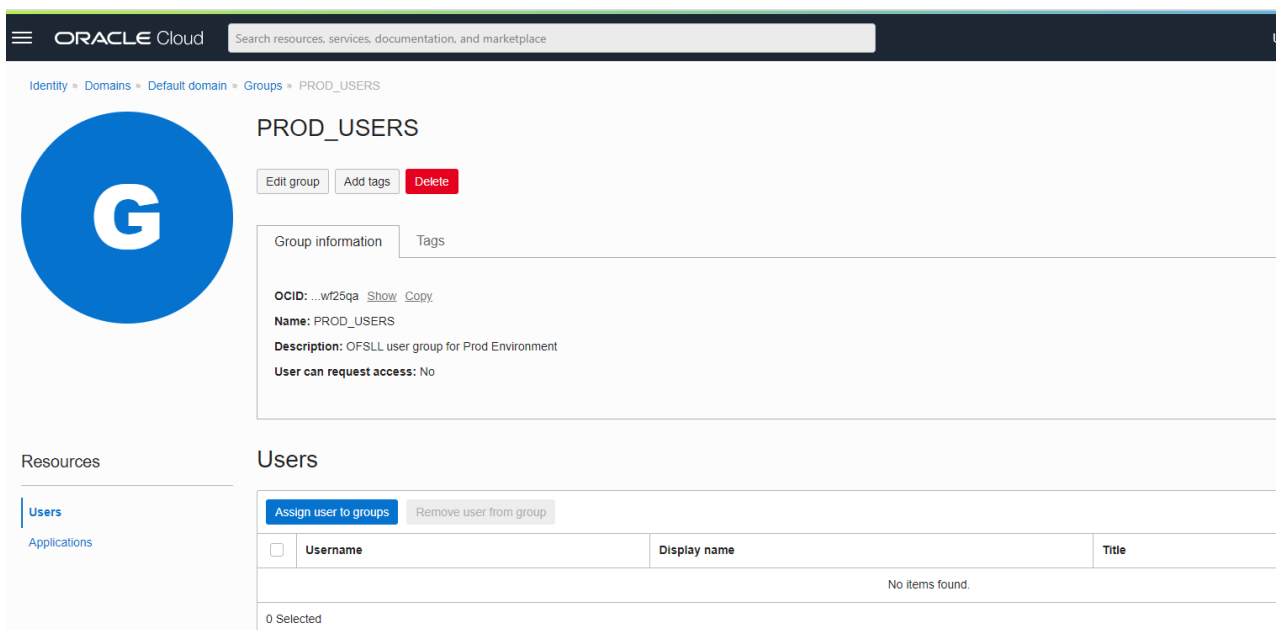 ORACLE Cloud
Search resources, services, documentation, and marketplace
Identity » Domains » Default domain » Groups » PROD_USERS
G
PROD_USERS
Edit group Add tags Delete
Group information Tags
OCID: ...wf25qa Show Copy
Name: PROD_USERS
Description: OFSLL user group for Prod Environment
User can request access: No
Resources
Users
Applications
Users
Assign user to groups Remove user from group
Username Display name Title
No items found.
0 Selected